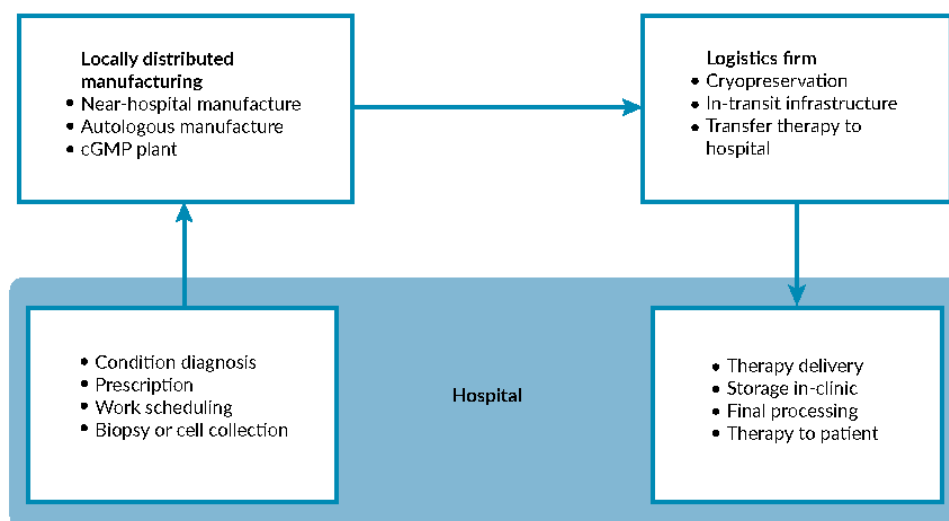 Locally distributed
manufacturing
• Near-hospital manufacture
• Autologous manufacture
• cGMP plant
Logistics firm
• Cryopreservation
• In-transit infrastructure
• Transfer therapy to
hospital
• Condition diagnosis
• Prescription
• Work scheduling
• Biopsy or cell collection
Hospital
• Therapy delivery
• Storage in-clinic
• Final processing
• Therapy to patient